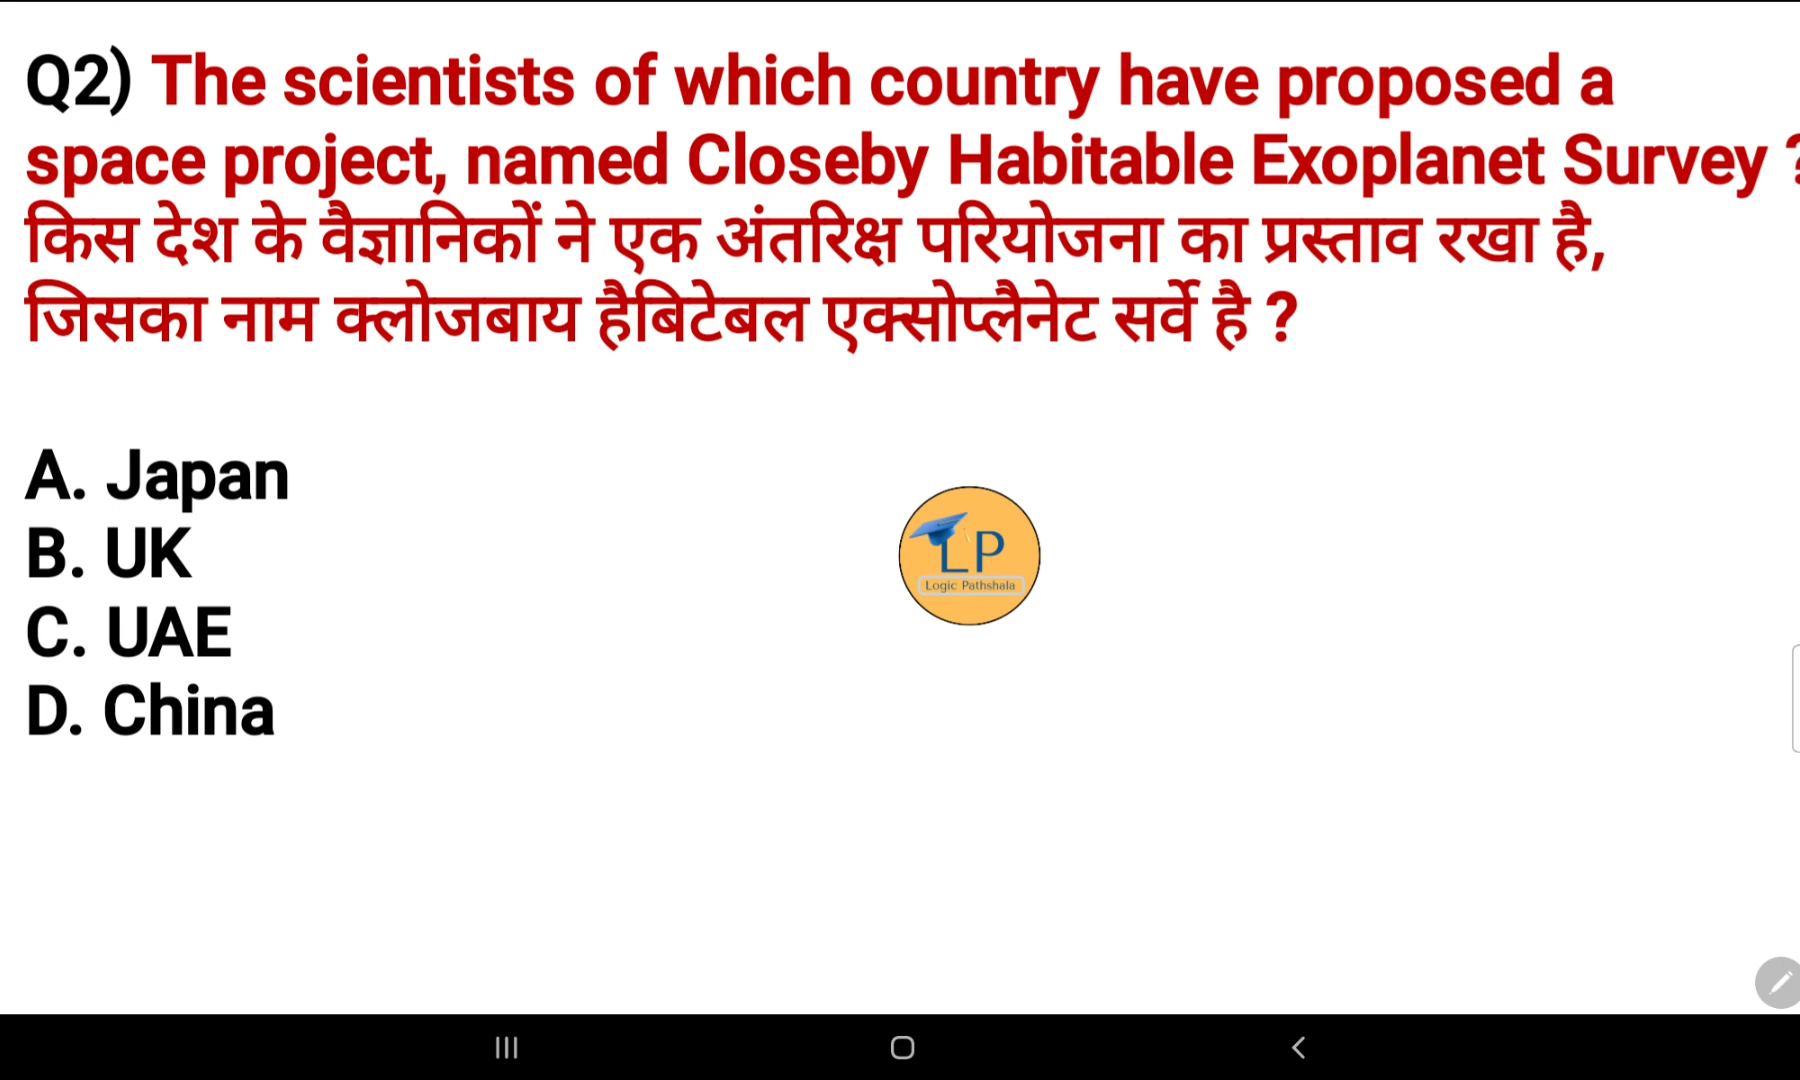 Q2) The scientists of which country have proposed a
space project, named Closeby Habitable Exoplanet Survey ?
किस देश के वैज्ञानिकों ने एक अंतरिक्ष परियोजना का प्रस्ताव रखा है,
जिसका नाम क्लोजबाय हैबिटेबल एक्सोप्लैनेट सर्वे है ?
A. Japan
B. UK
C. UAE
D. China
LP
Logic Pathshala